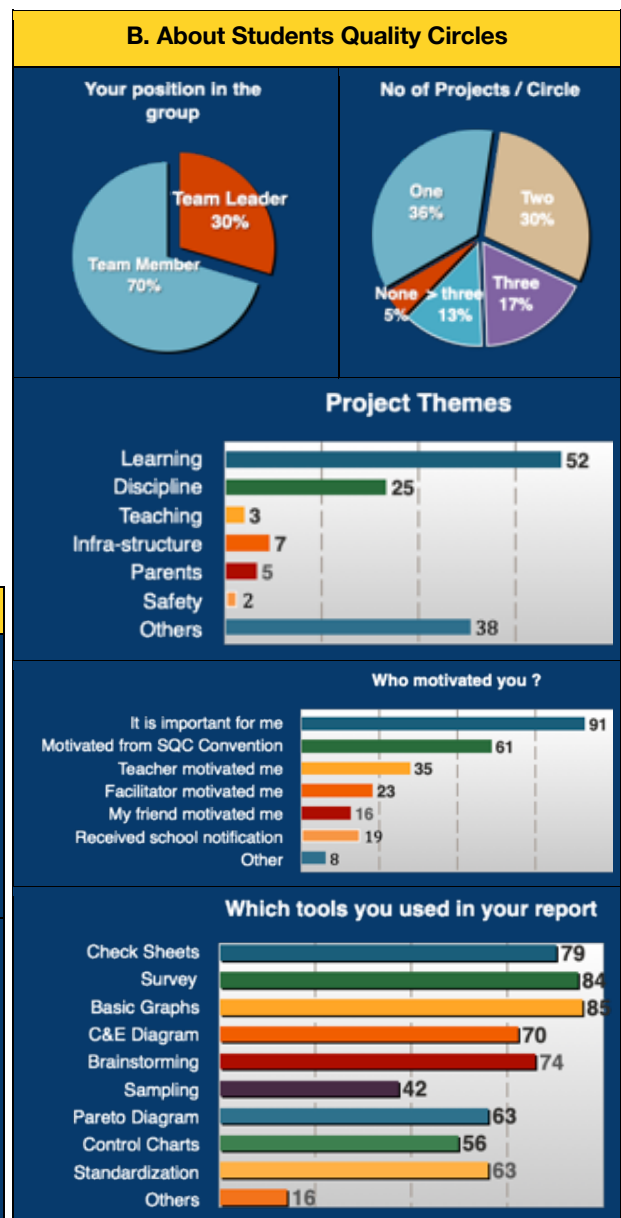 B. About Students Quality Circles
Your position in the
group
Team Leader
30%
Team Member
70%
No of Projects / Circle
One
36%
Two
30%
Three
17%
> three
13%
None
5%
Project Themes
Learning 52
Discipline 25
Teaching 3
Infra-structure 7
Parents 5
Safety 2
Others 38
Who motivated you ?
It is important for me 91
Motivated from SQC Convention 61
Teacher motivated me 35
Facilitator motivated me 23
My friend motivated me 16
Received school notification 19
Other 8
Which tools you used in your report
Check Sheets 79
Survey 84
Basic Graphs 85
C&E Diagram 70
Brainstorming 74
Sampling 42
Pareto Diagram 63
Control Charts 56
Standardization 63
Others 16